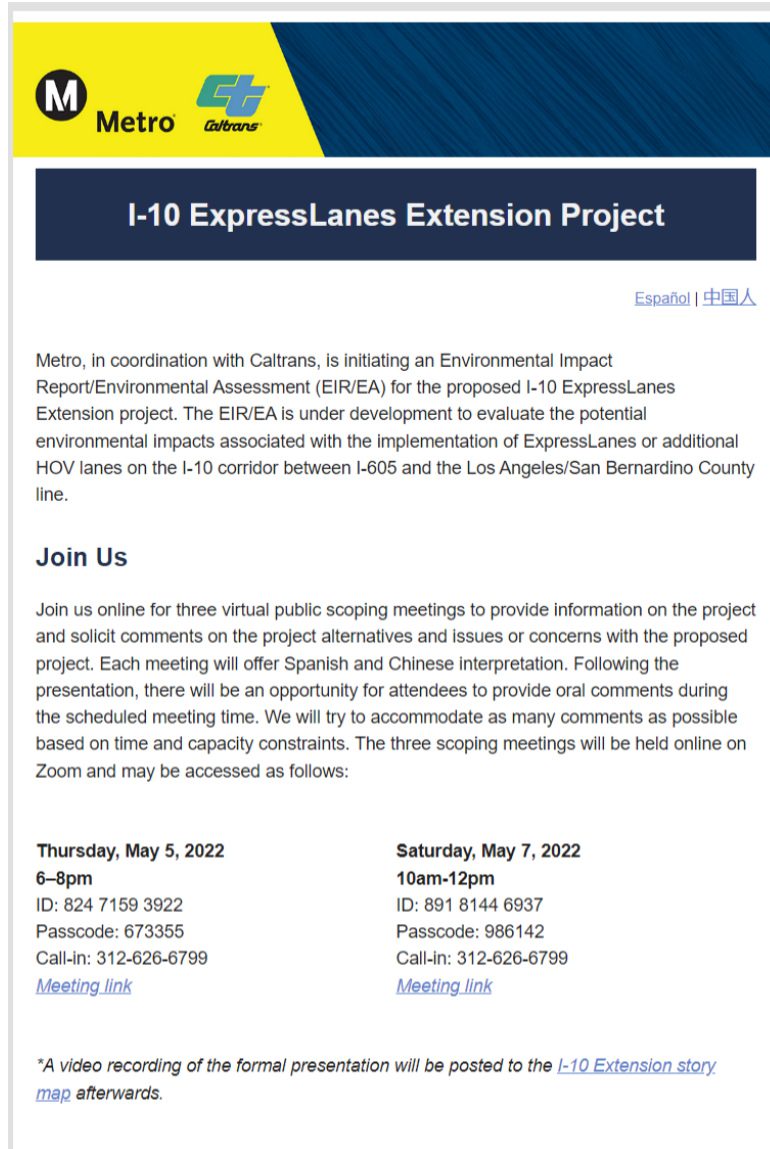 M
Metro
Caltrans
I-10 ExpressLanes Extension Project
Español | 中国人
Metro, in coordination with Caltrans, is initiating an Environmental Impact
Report/Environmental Assessment (EIR/EA) for the proposed I-10 ExpressLanes
Extension project. The EIR/EA is under development to evaluate the potential
environmental impacts associated with the implementation of ExpressLanes or additional
HOV lanes on the I-10 corridor between I-605 and the Los Angeles/San Bernardino County
line.
Join Us
Join us online for three virtual public scoping meetings to provide information on the project
and solicit comments on the project alternatives and issues or concerns with the proposed
project. Each meeting will offer Spanish and Chinese interpretation. Following the
presentation, there will be an opportunity for attendees to provide oral comments during
the scheduled meeting time. We will try to accommodate as many comments as possible
based on time and capacity constraints. The three scoping meetings will be held online on
Zoom and may be accessed as follows:
Thursday, May 5, 2022
6–8pm
ID: 824 7159 3922
Passcode: 673355
Call-in: 312-626-6799
Meeting link
Saturday, May 7, 2022
10am-12pm
ID: 891 8144 6937
Passcode: 986142
Call-in: 312-626-6799
Meeting link
*A video recording of the formal presentation will be posted to the I-10 Extension story
map afterwards.